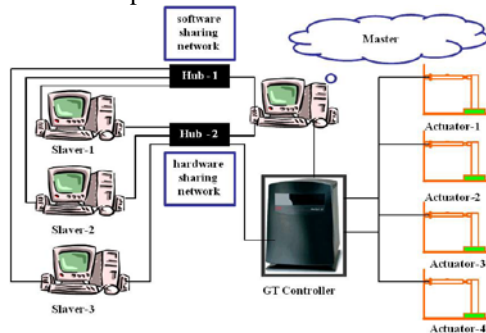 software
sharing
network
Master
Hub - 1
Slaver-1
Hub - 2
Actuator-1
hardware
sharing
network
Slaver-2
Actuator-2
Slaver-3
GT Controller
Actuator-3
Actuator-4